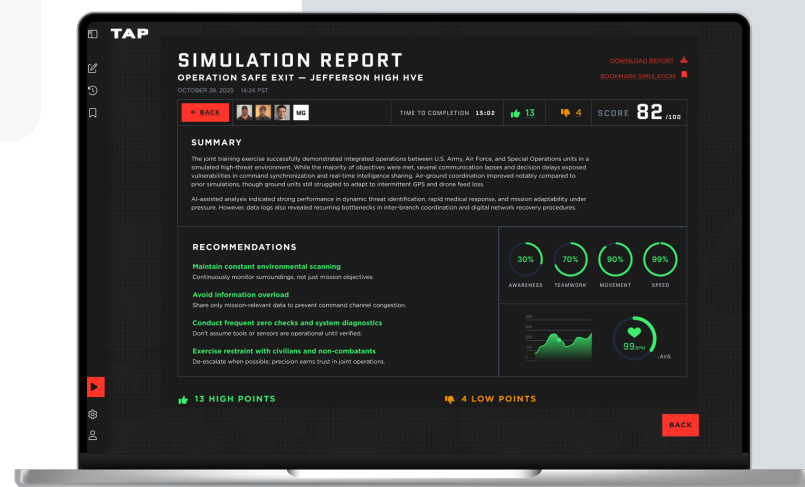 TAP
SIMULATION REPORT
OPERATION SAFE EXIT — JEFFERSON HIGH HVE
OCTOBER 28, 2025 14:24 PST
DOWNLOAD REPORT
BOOKMARK SIMULATION
← BACK
MG
TIME TO COMPLETION 15:02
13
4
SCORE 82 /100
SUMMARY
The joint training exercise successfully demonstrated integrated operations between U.S. Army, Air Force, and Special Operations units in a
simulated high-threat environment. While the majority of objectives were met, several communication lapses and decision delays exposed
vulnerabilities in command synchronization and real-time intelligence sharing. Air-ground coordination improved notably compared to
prior simulations, though ground units still struggled to adapt to intermittent GPS and drone feed loss.
AI-assisted analysis indicated strong performance in dynamic threat identification, rapid medical response, and mission adaptability under
pressure. However, data logs also revealed recurring bottlenecks in inter-branch coordination and digital network recovery procedures.
RECOMMENDATIONS
Maintain constant environmental scanning
Continuously monitor surroundings, not just mission objectives.
Avoid information overload
Share only mission-relevant data to prevent command channel congestion.
Conduct frequent zero checks and system diagnostics
Don't assume tools or sensors are operational until verified.
Exercise restraint with civilians and non-combatants
De-escalate when possible; precision earns trust in joint operations.
30% 70% 90% 99%
AWARENESS TEAMWORK MOVEMENT SPEED
99 BPM
.AVG
13 HIGH POINTS
4 LOW POINTS
BACK